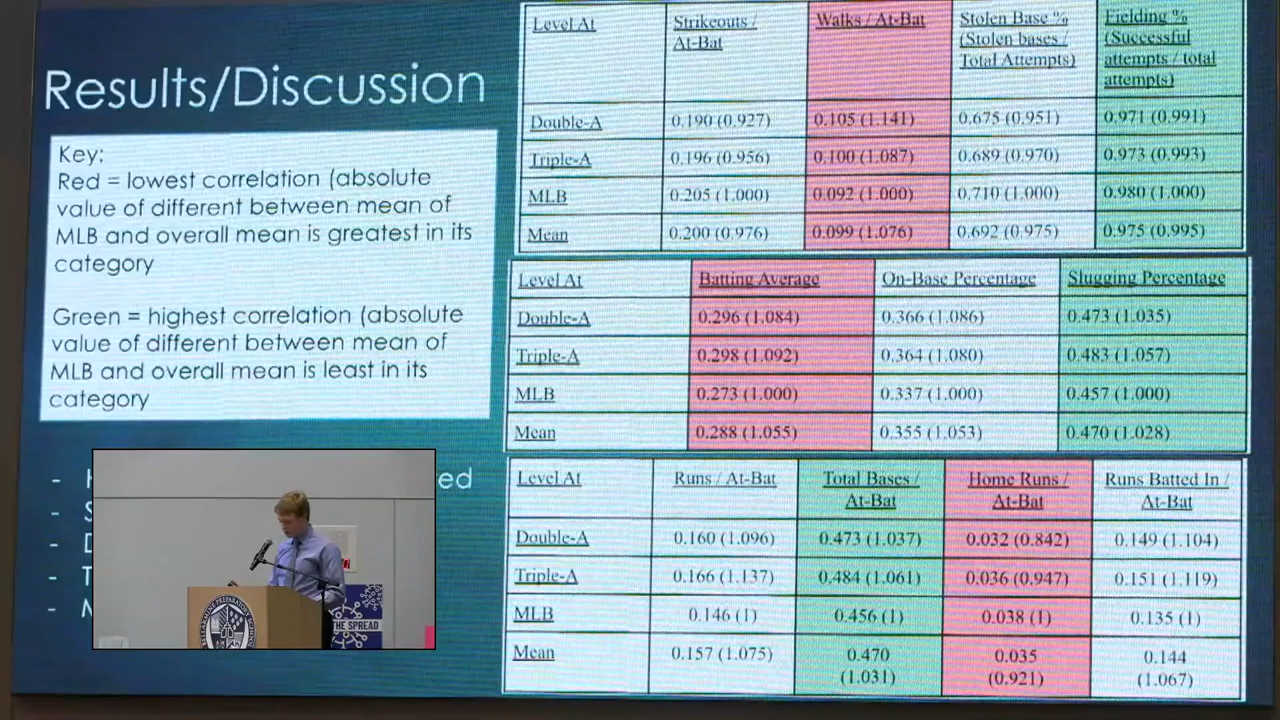 Results/Discussion
Key:
Red = lowest correlation (absolute
value of different between mean of
MLB and overall mean is greatest in its
category
Green = highest correlation (absolute
value of different between mean of
MLB and overall mean is least in its
category
ed
THE SPREAD
Level At Strikeouts / At-Bat Walks / At-Bat Stolen Base % (Stolen bases / Total Attempts) Fielding % (Successful attempts / total attempts)
Double-A 0.190 (0.927) 0.105 (1.141) 0.675 (0.951) 0.971 (0.991)
Triple-A 0.196 (0.956) 0.100 (1.087) 0.689 (0.970) 0.973 (0.993)
MLB 0.205 (1.000) 0.092 (1.000) 0.710 (1.000) 0.980 (1.000)
Mean 0.200 (0.976) 0.099 (1.076) 0.692 (0.975) 0.975 (0.995)
Level At Batting Average On-Base Percentage Slugging Percentage
Double-A 0.296 (1.084) 0.366 (1.086) 0.473 (1.035)
Triple-A 0.298 (1.092) 0.364 (1.080) 0.483 (1.057)
MLB 0.273 (1.000) 0.337 (1.000) 0.457 (1.000)
Mean 0.288 (1.055) 0.355 (1.053) 0.470 (1.028)
Level At Runs / At-Bat Total Bases / At-Bat Home Runs / At-Bat Runs Batted In / At-Bat
Double-A 0.160 (1.096) 0.473 (1.037) 0.032 (0.842) 0.149 (1.104)
Triple-A 0.166 (1.137) 0.484 (1.061) 0.036 (0.947) 0.151 (1.119)
MLB 0.146 (1) 0.456 (1) 0.038 (1) 0.135 (1)
Mean 0.157 (1.075) 0.470 (1.031) 0.035 (0.921) 0.144 (1.067)